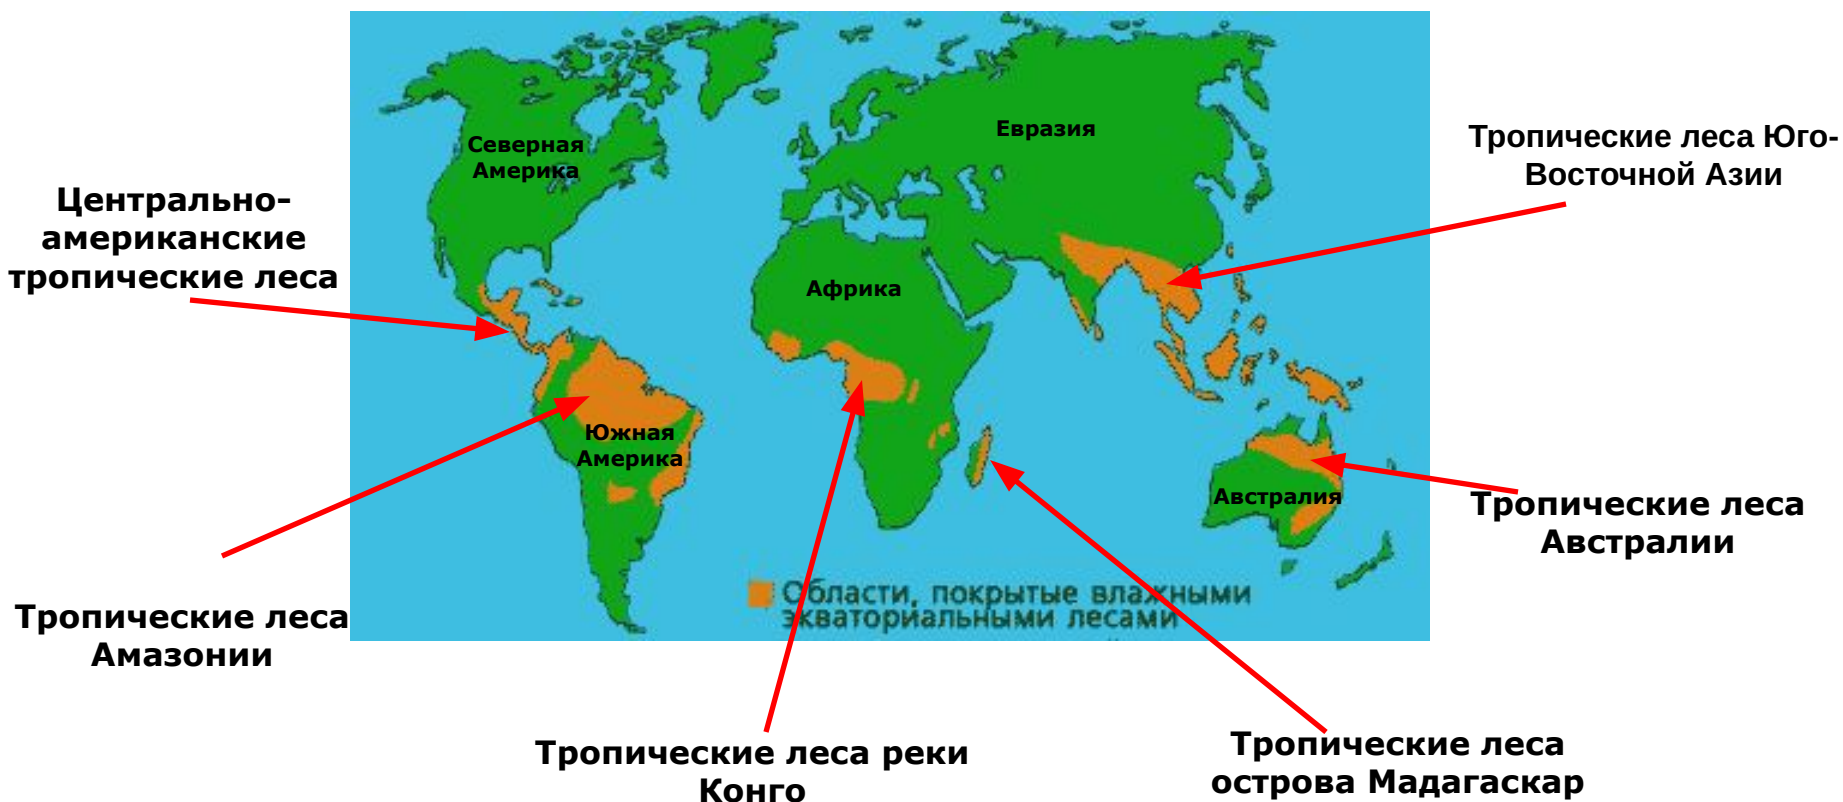 Северная
Америка
Евразия
Тропические леса Юго-
Восточной Азии
Центрально-
американские
тропические леса
Африка
Южная
Америка
Австралия
Тропические леса
Австралии
Области, покрытые влажными
экваториальными лесами
Тропические леса
Амазонии
Тропические леса реки
Конго
Тропические леса
острова Мадагаскар